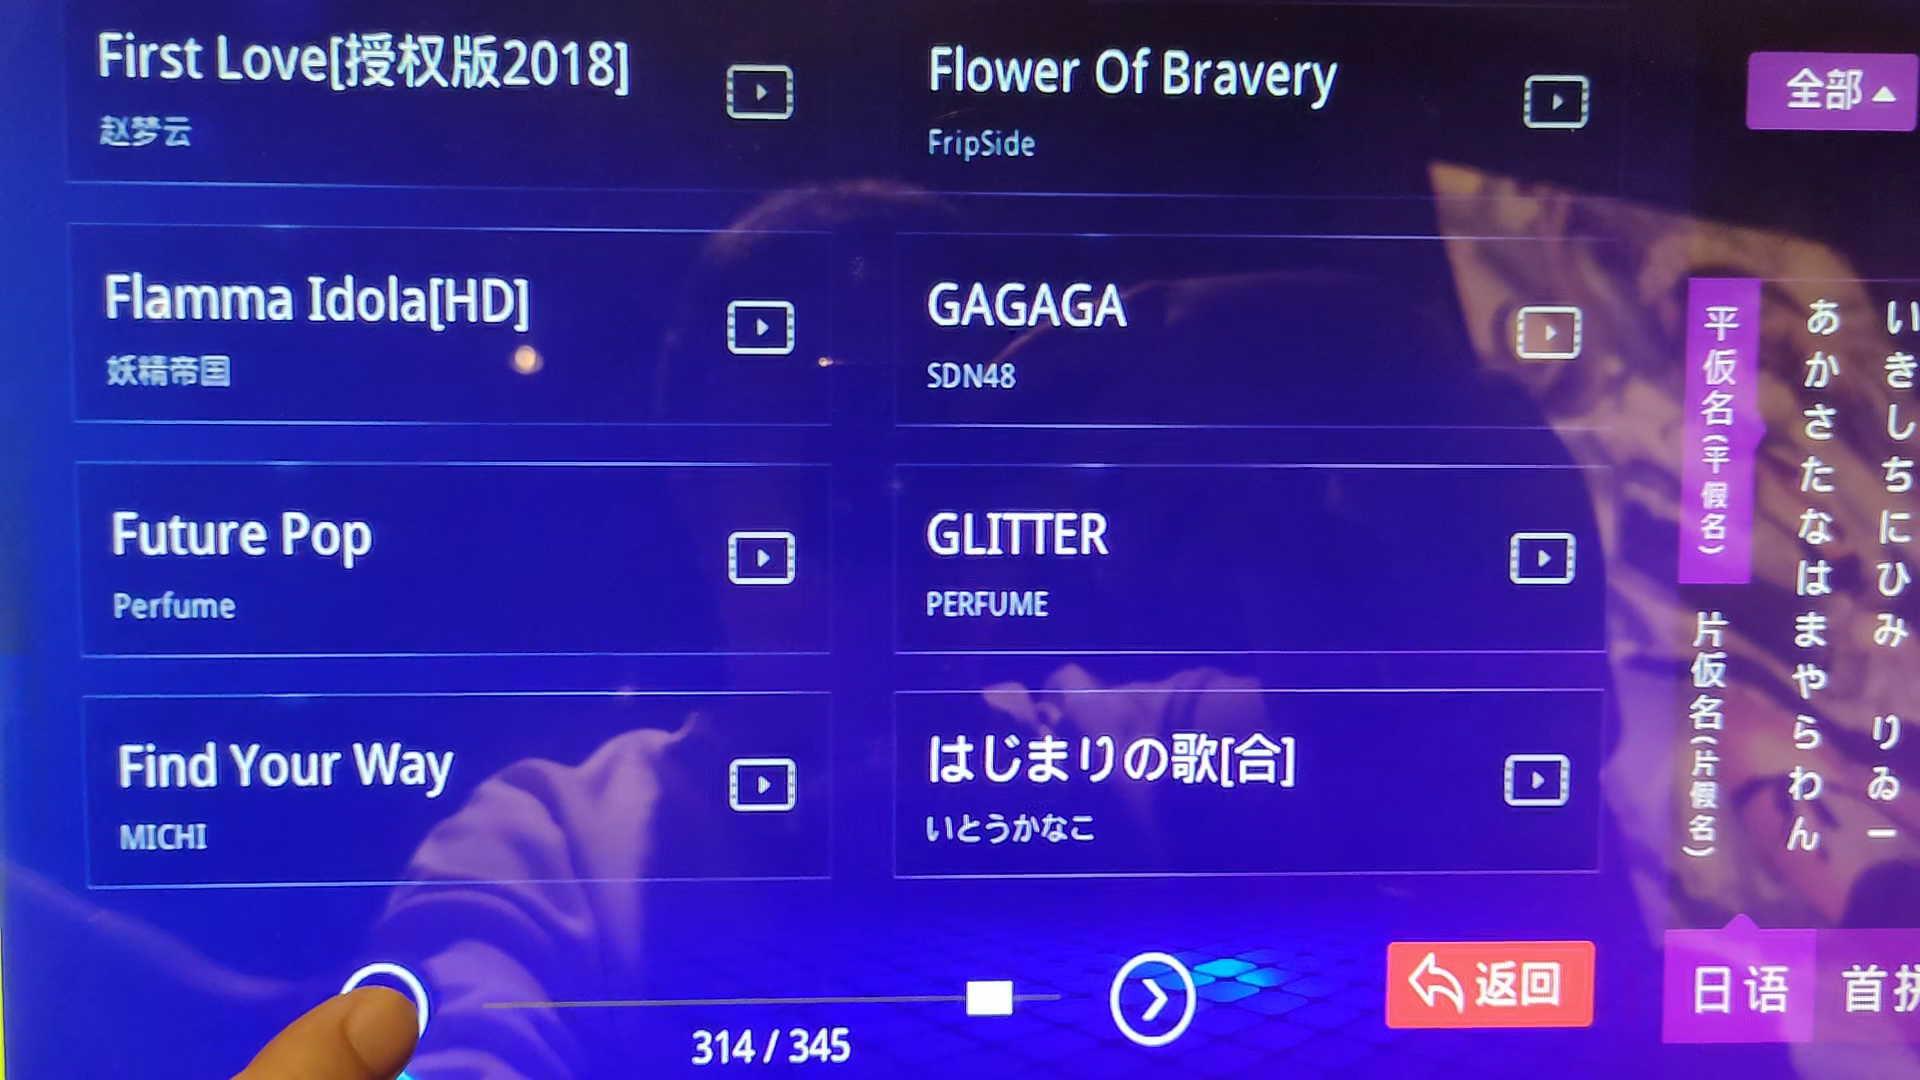 First Love[授权版2018]
赵梦云
Flower Of Bravery
FripSide
Flamma Idola[HD]
妖精帝国
GAGAGA
SDN48
Future Pop
Perfume
GLITTER
PERFUME
Find Your Way
MICHI
はじまりの歌[合]
いとうかなこ
314 / 345
返回
全部
平仮名(平假名)
片仮名(片假名)
あかさたなはまやらわん
いきしちにひみ りゐー
日语
首拼